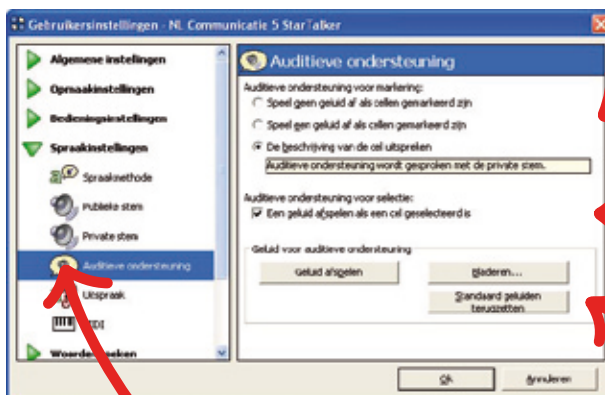 Gebruikersinstellingen - NL Communicatie 5 StarTalker
Algemene instellingen
Opmaakinstellingen
Bedieningsinstellingen
Spraakinstellingen
Spraakmethode
Publieke stem
Private stem
Auditieve ondersteuning
Uitspraak
MIDI
Woordenboeken
Auditieve ondersteuning
Auditieve ondersteuning voor markering:
Speel geen geluid af als cellen gemarkeerd zijn
Speel een geluid af als cellen gemarkeerd zijn
De beschrijving van de cel uitspreken
Auditieve ondersteuning wordt gesproken met de private stem.
Auditieve ondersteuning voor selectie:
Een geluid afspelen als een cel geselecteerd is
Geluid voor auditieve ondersteuning
Geluid afspelen
Bladeren...
Standaard geluiden
terugzetten
Ok
Annuleren